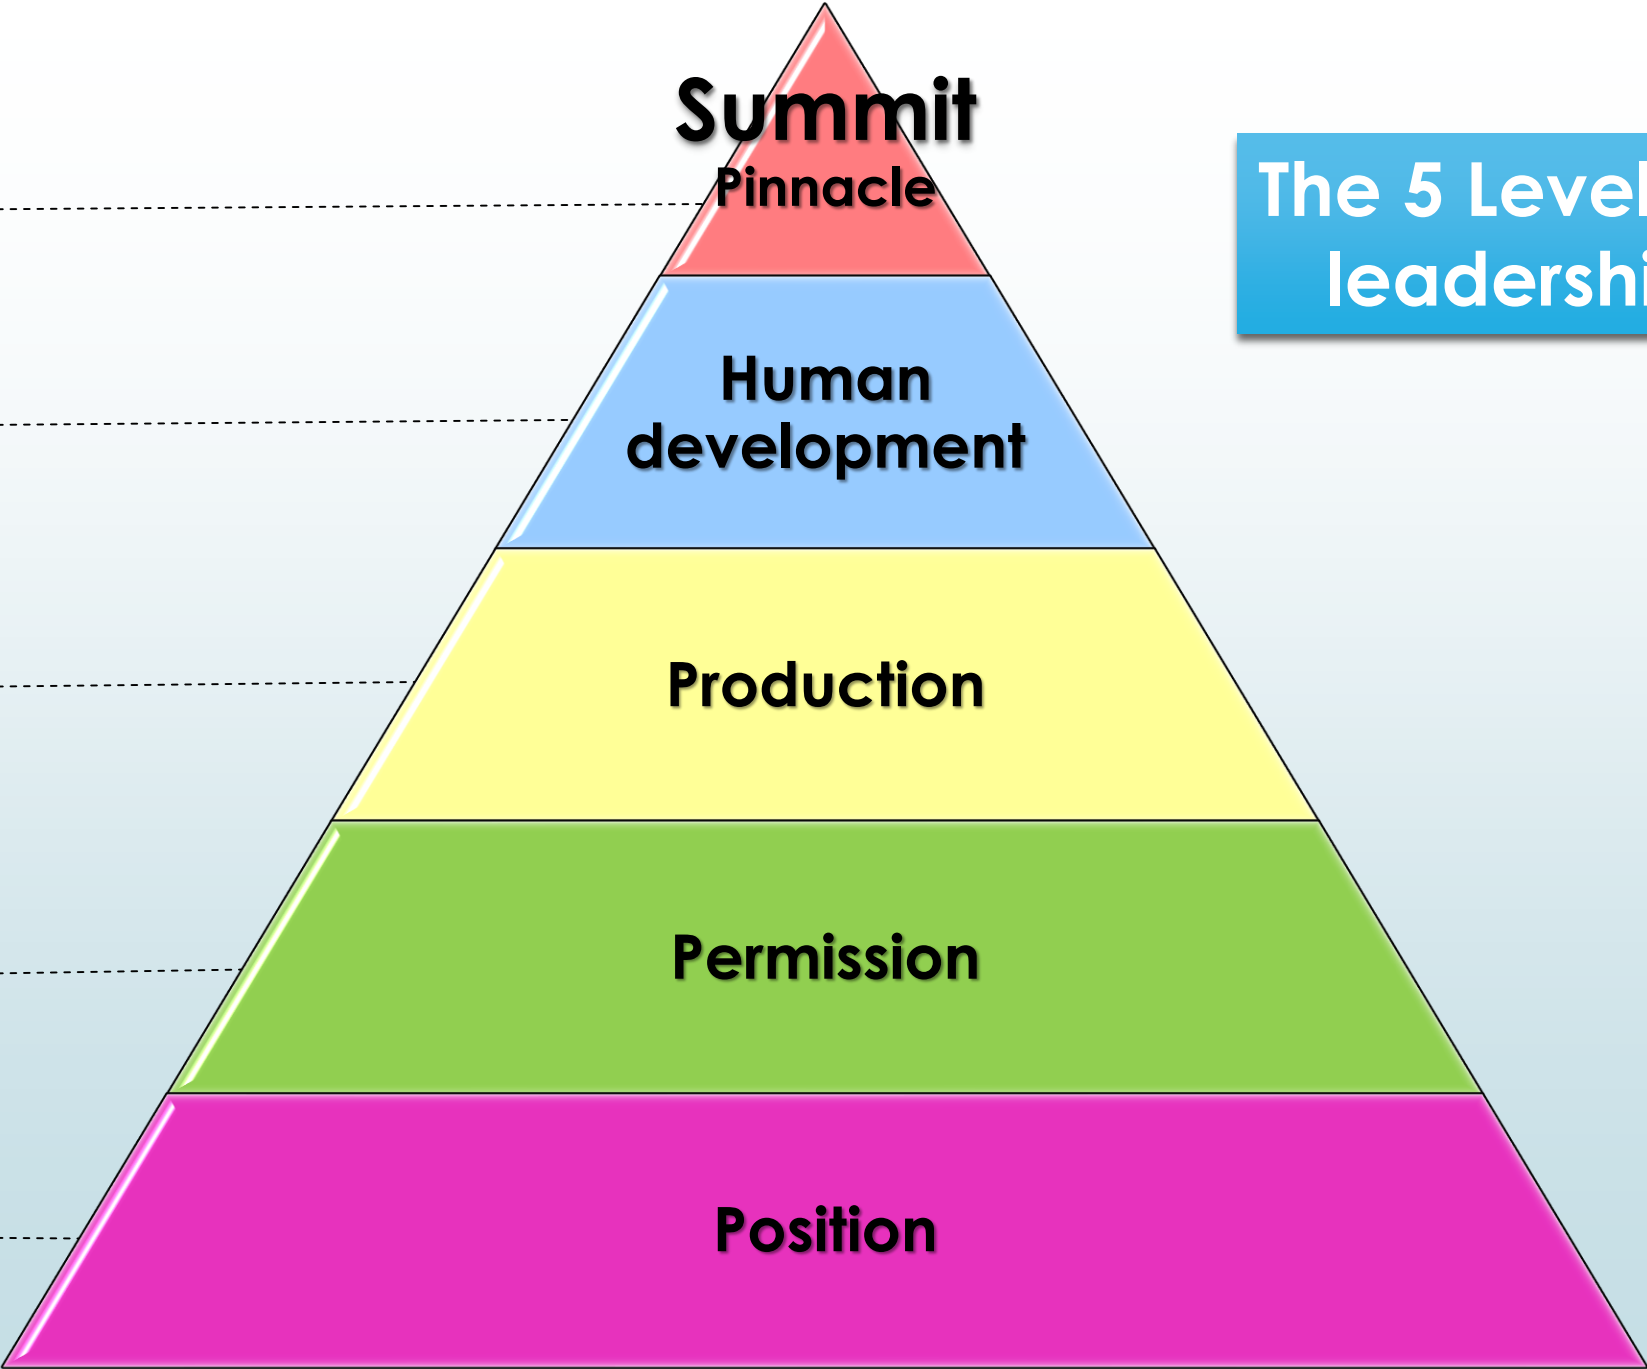 Summit
Pinnacle
The 5 Level
leadershi
Human
development
Production
Permission
Position